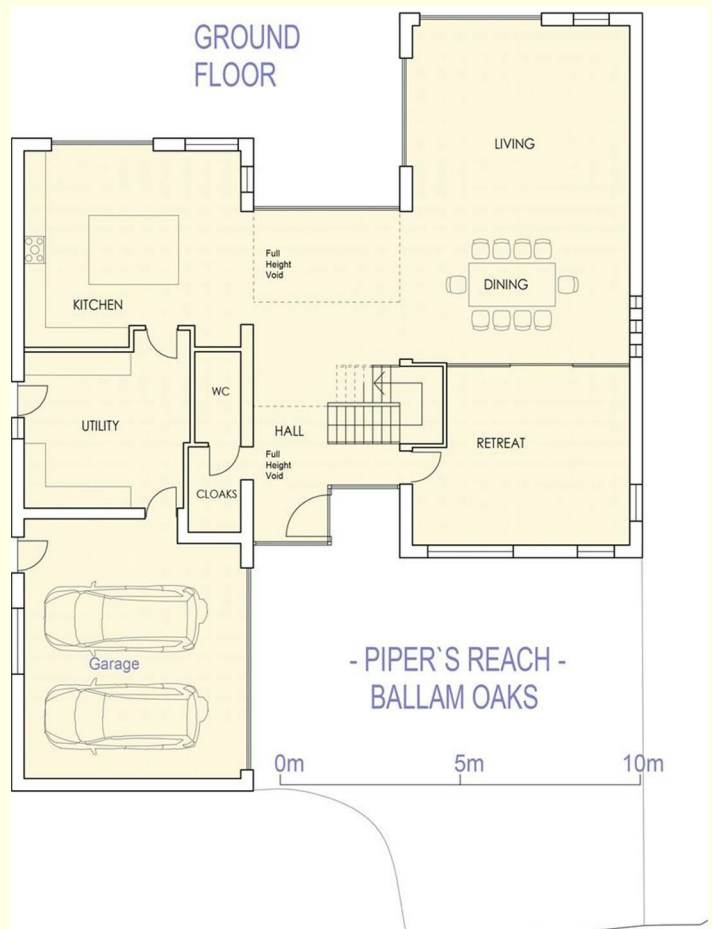 GROUND
FLOOR
LIVING
Full
Height
Void
DINING
KITCHEN
WC
UTILITY
HALL
RETREAT
Full
Height
Void
CLOAKS
Garage
- PIPER`S REACH -
BALLAM OAKS
0m 5m 10m